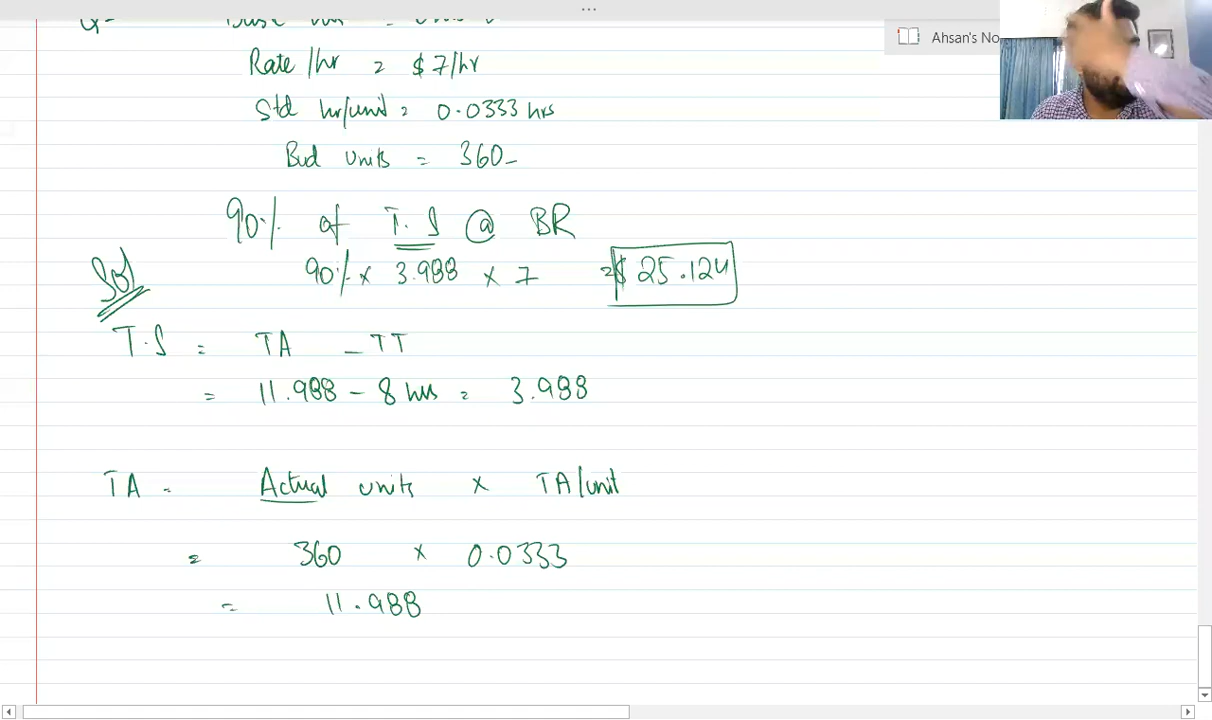 Ahsan's No
Rate/hr = $7/hr
Std hr/unit = 0.0333 hrs
Bud units = 360
90% of T.S @ BR
Sol
90% x 3.988 x 7 = $ 25.124
T.S = TA - TT
= 11.988 - 8 hrs = 3.988
TA = Actual units x TA/unit
= 360 x 0.0333
= 11.988